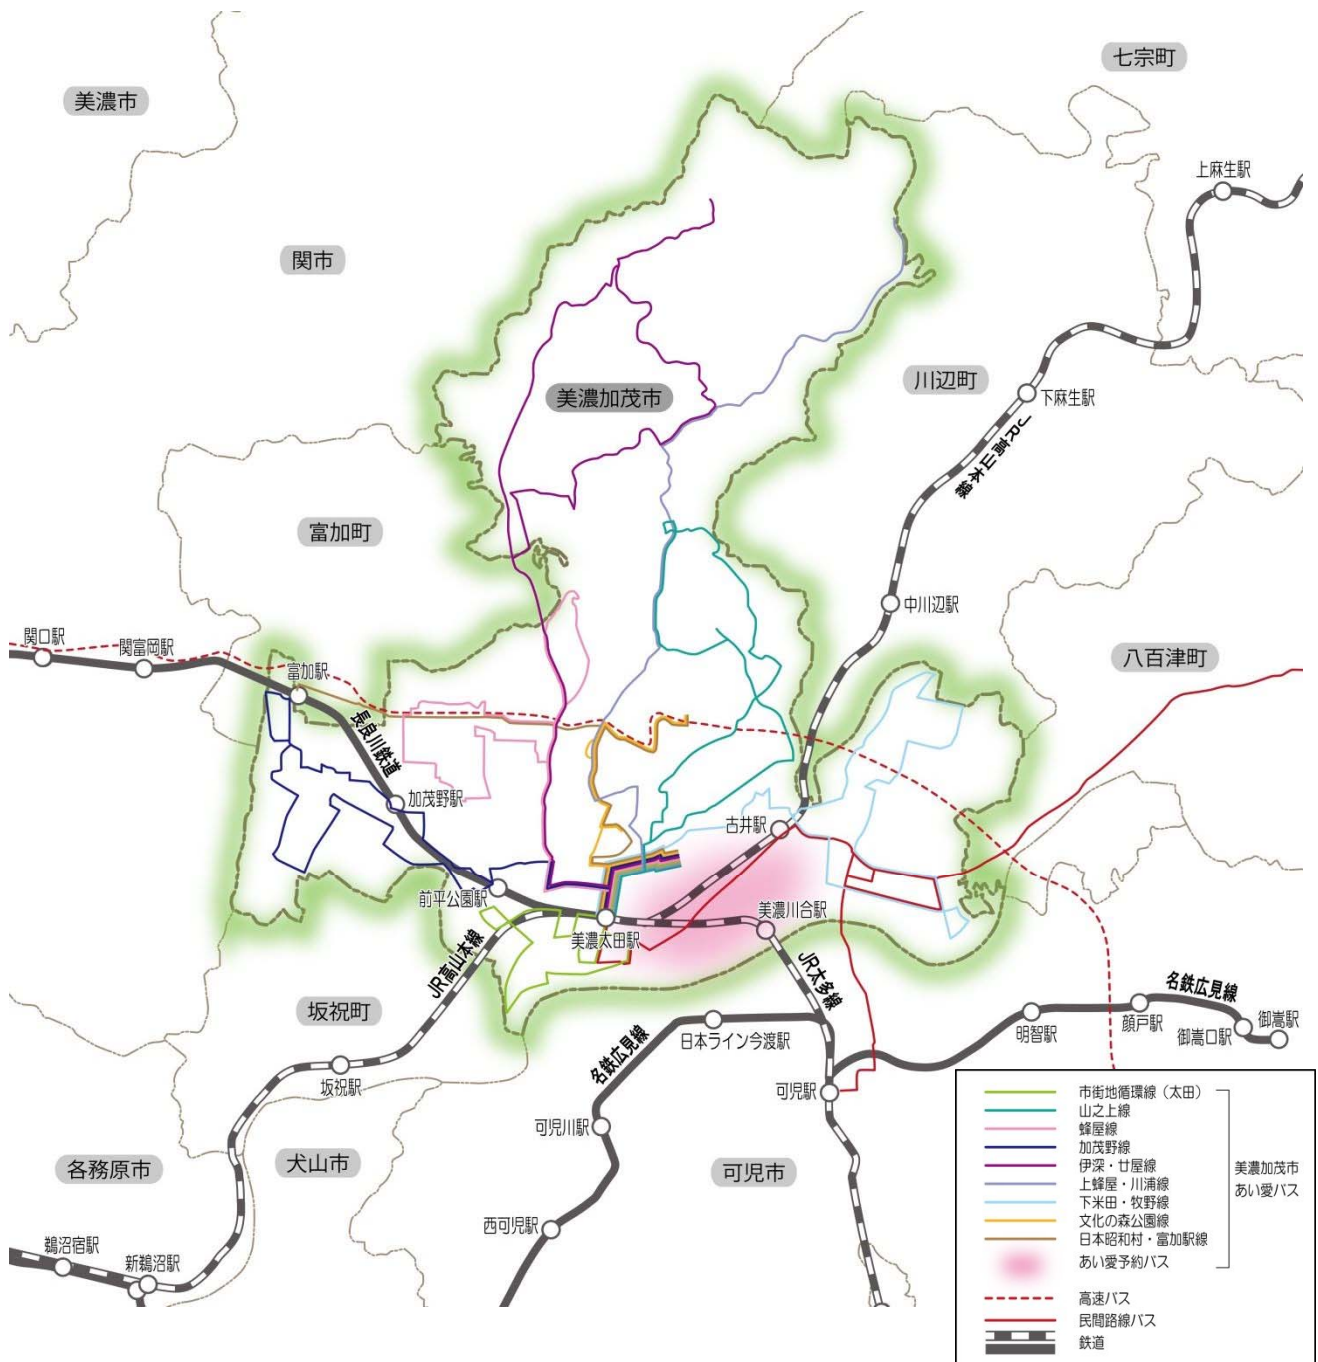 七宗町
美濃市
上麻生駅
関市
川辺町
美濃加茂市
下麻生駅
JR高山本線
富加町
中川辺駅
関口駅
関富岡駅
八百津町
富加駅
長良川鉄道
加茂野駅
古井駅
前平公園駅
美濃太田駅
美濃川合駅
JR高山本線
JR太多線
名鉄広見線
坂祝町
日本ライン今渡駅
明智駅
顔戸駅
御嵩口駅
御嵩駅
名鉄広見線
坂祝駅
可児駅
可児川駅
各務原市
犬山市
可児市
西可児駅
鵜沼宿駅
新鵜沼駅
市街地循環線（太田）
山之上線
蜂屋線
加茂野線
伊深・廿屋線
上蜂屋・川浦線
下米田・牧野線
文化の森公園線
日本昭和村・富加駅線
あい愛予約バス
美濃加茂市
あい愛バス
高速バス
民間路線バス
鉄道